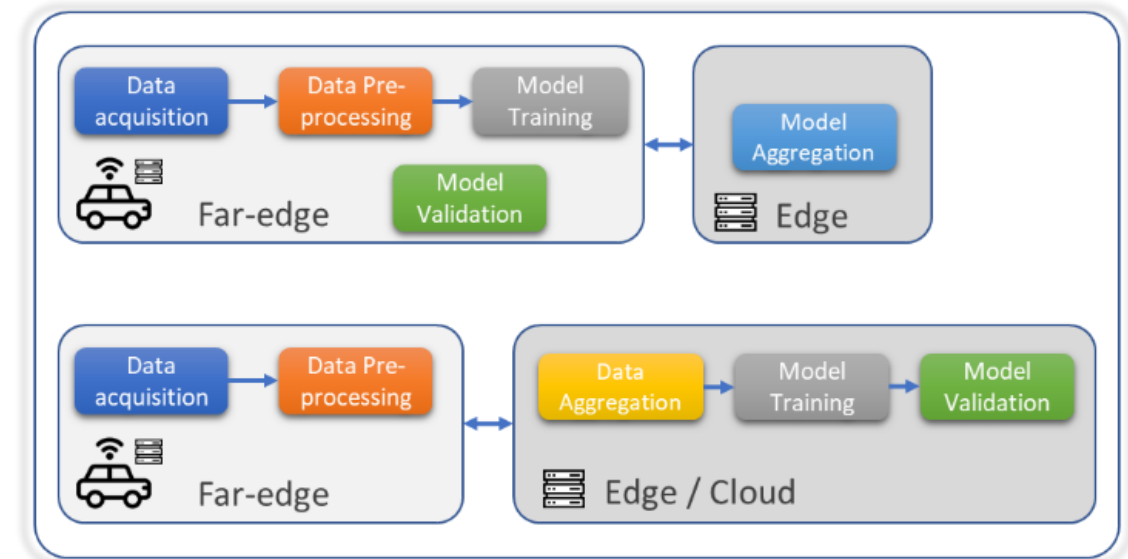 Data
acquisition
Data Pre-
processing
Model
Training
Model
Validation
Far-edge
Model
Aggregation
Edge
Data
acquisition
Data Pre-
processing
Far-edge
Data
Aggregation
Model
Training
Model
Validation
Edge / Cloud